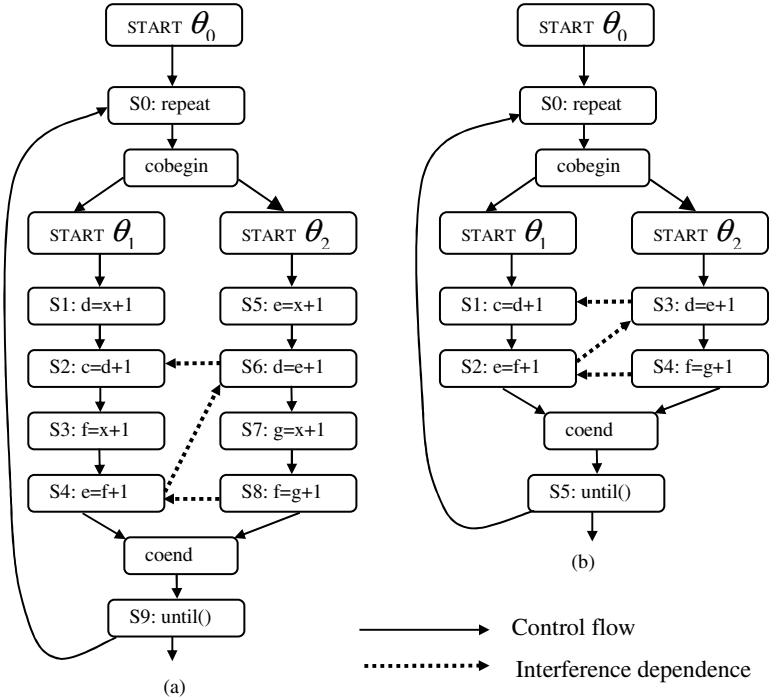 START θ0
S0: repeat
cobegin
START θ1
START θ2
S1: d=x+1
S5: e=x+1
S2: c=d+1
S6: d=e+1
S3: f=x+1
S7: g=x+1
S4: e=f+1
S8: f=g+1
coend
S9: until()
(a)
START θ0
S0: repeat
cobegin
START θ1
START θ2
S1: c=d+1
S3: d=e+1
S2: e=f+1
S4: f=g+1
coend
S5: until()
(b)
Control flow
Interference dependence